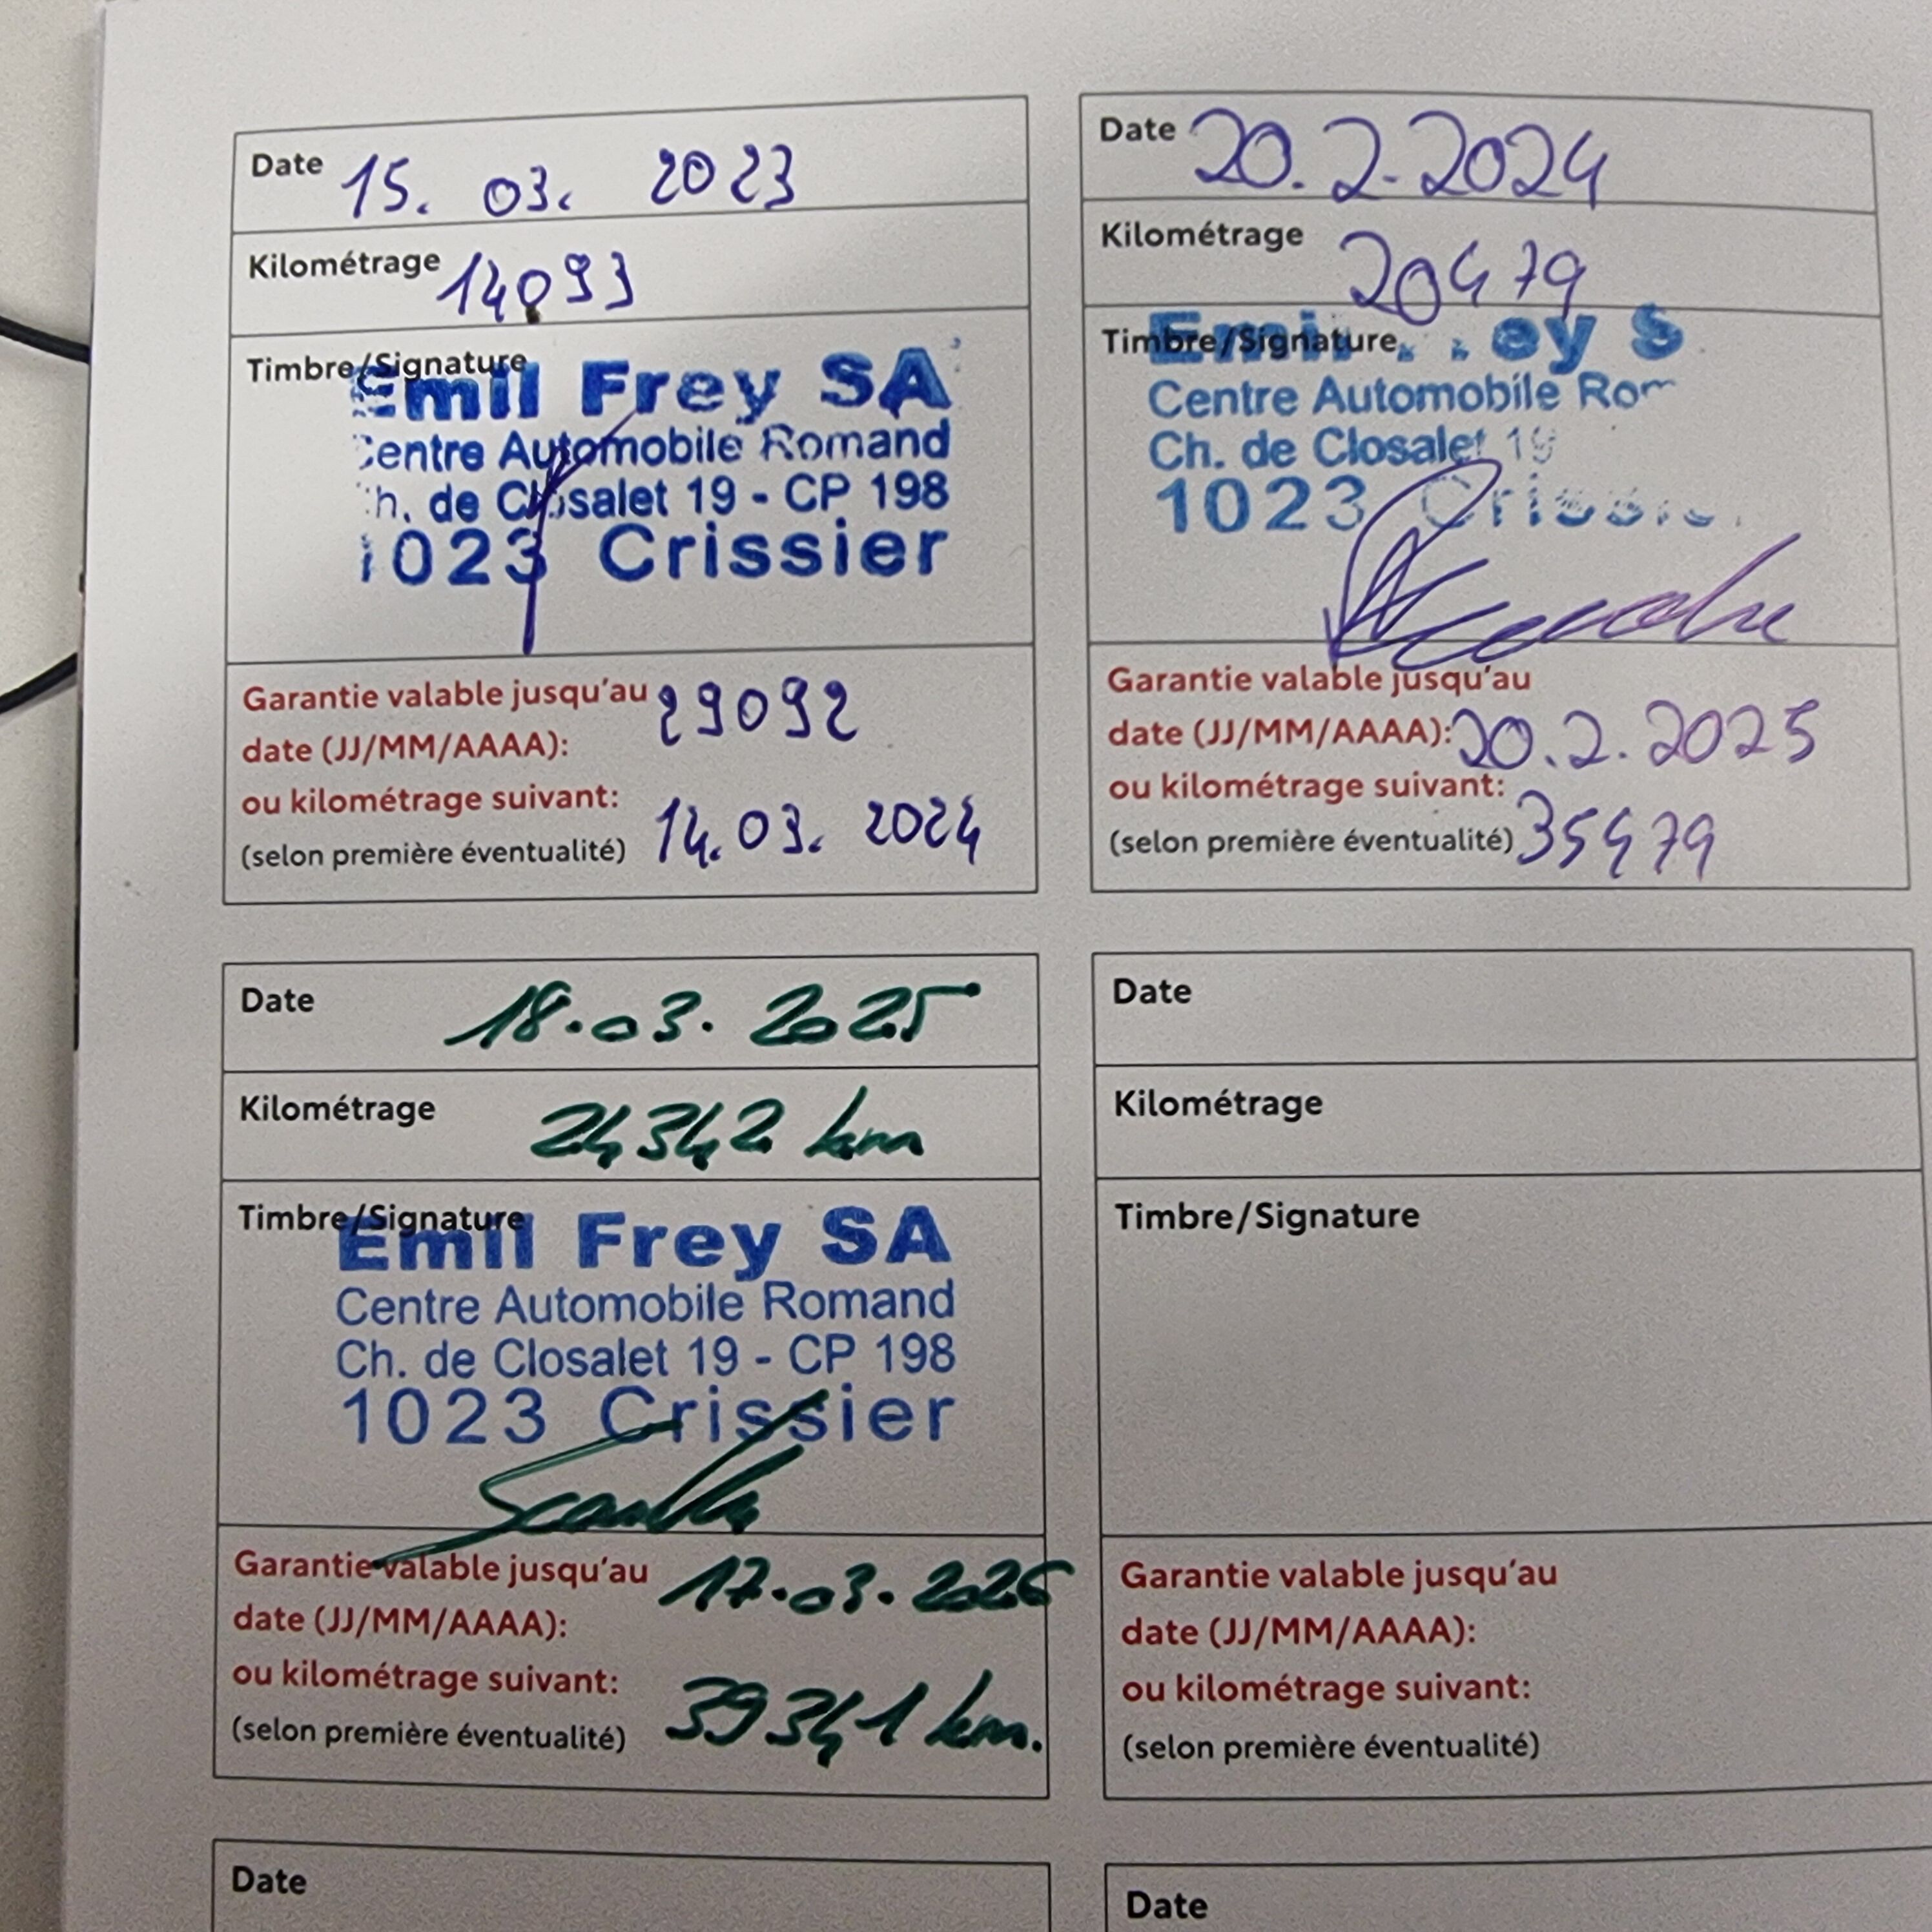 Date 15. 03. 2023
Kilométrage 14093
Timbre/Signature
Emil Frey SA
Centre Automobile Romand
Ch. de Closalet 19 - CP 198
1023 Crissier
Garantie valable jusqu'au 29092
date (JJ/MM/AAAA):
ou kilométrage suivant:
(selon première éventualité) 14.03. 2024
Date 20.2.2024
Kilométrage 20479
Timbre/Signature
Emil Frey S
Centre Automobile Rom
Ch. de Closalet 19
1023 Crissier
Garantie valable jusqu'au
date (JJ/MM/AAAA): 20.2.2025
ou kilométrage suivant:
(selon première éventualité) 35479
Date 18.03.2025
Kilométrage 24342 km
Timbre/Signature
Emil Frey SA
Centre Automobile Romand
Ch. de Closalet 19 - CP 198
1023 Crissier
Garantie valable jusqu'au 17.03.2026
date (JJ/MM/AAAA):
ou kilométrage suivant:
(selon première éventualité) 39341 km.
Date
Kilométrage
Timbre/Signature
Garantie valable jusqu'au
date (JJ/MM/AAAA):
ou kilométrage suivant:
(selon première éventualité)
Date
Date